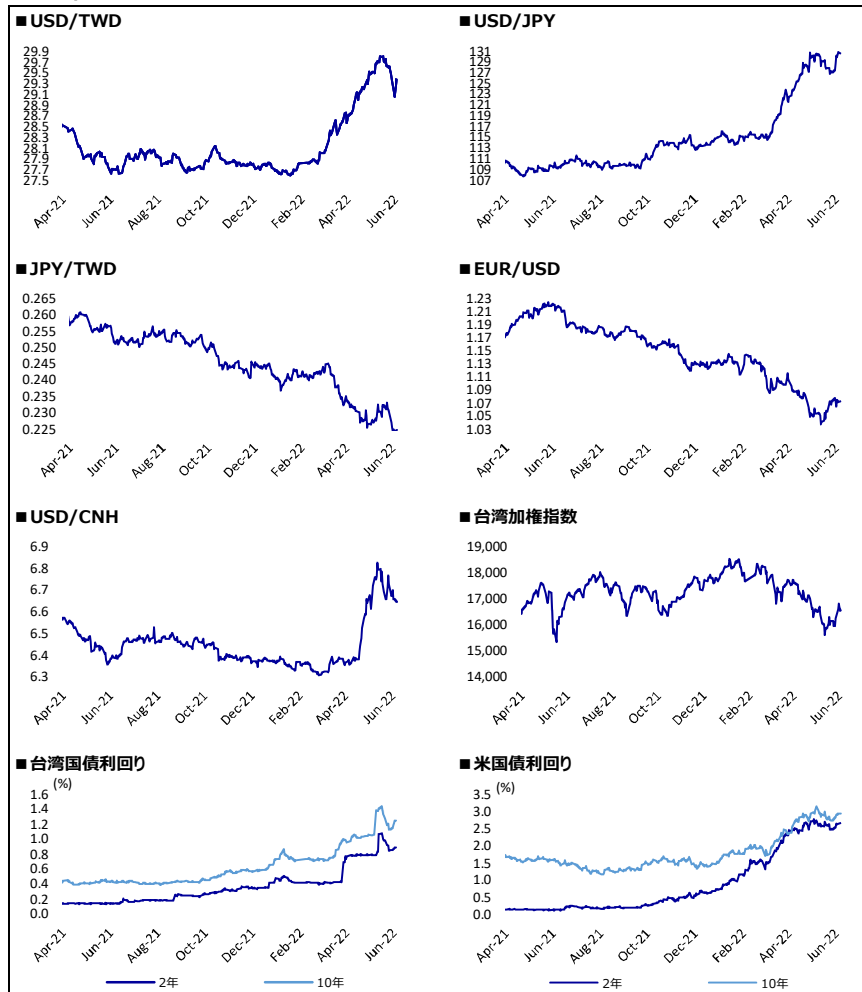 ■USD/TWD
29.9
29.7
29.5
29.3
29.1
28.9
28.7
28.5
28.3
28.1
27.9
27.7
27.5
Apr-21
Jun-21
Aug-21
Oct-21
Dec-21
Feb-22
Apr-22
Jun-22
■USD/JPY
131
129
127
125
123
121
119
117
115
113
111
109
107
Apr-21
Jun-21
Aug-21
Oct-21
Dec-21
Feb-22
Apr-22
Jun-22
■JPY/TWD
0.265
0.260
0.255
0.250
0.245
0.240
0.235
0.230
0.225
Apr-21
Jun-21
Aug-21
Oct-21
Dec-21
Feb-22
Apr-22
Jun-22
■EUR/USD
1.23
1.21
1.19
1.17
1.15
1.13
1.11
1.09
1.07
1.05
1.03
Apr-21
Jun-21
Aug-21
Oct-21
Dec-21
Feb-22
Apr-22
Jun-22
■USD/CNH
6.9
6.8
6.7
6.6
6.5
6.4
6.3
Apr-21
Jun-21
Aug-21
Oct-21
Dec-21
Feb-22
Apr-22
Jun-22
■台湾加権指数
19,000
18,000
17,000
16,000
15,000
14,000
Apr-21
Jun-21
Aug-21
Oct-21
Dec-21
Feb-22
Apr-22
Jun-22
■台湾国債利回り
(%)
1.6
1.4
1.2
1.0
0.8
0.6
0.4
0.2
0.0
Apr-21
Jun-21
Aug-21
Oct-21
Dec-21
Feb-22
Apr-22
Jun-22
2年
10年
■米国債利回り
(%)
3.5
3.0
2.5
2.0
1.5
1.0
0.5
0.0
Apr-21
Jun-21
Aug-21
Oct-21
Dec-21
Feb-22
Apr-22
Jun-22
2年
10年